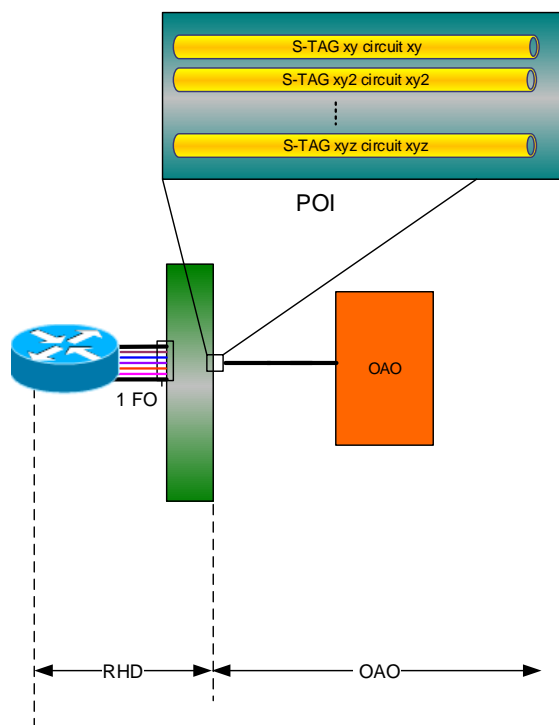 S-TAG xy circuit xy
S-TAG xy2 circuit xy2
S-TAG xyz circuit xyz
POI
OAO
1 FO
RHD
OAO